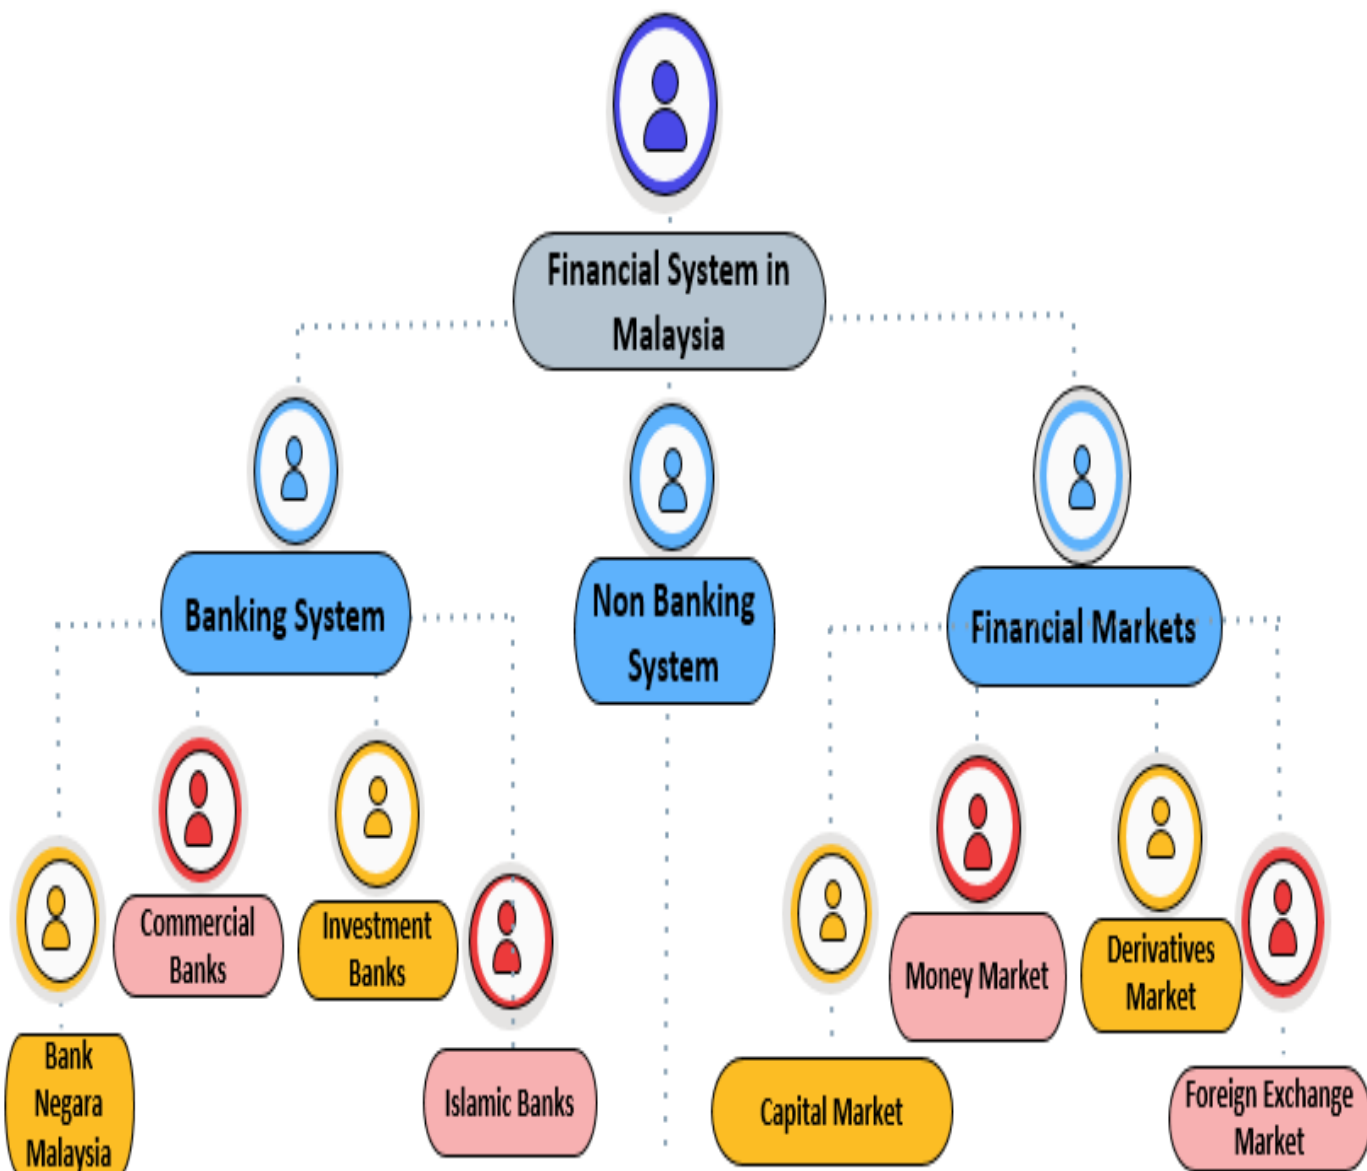 Financial System in
Malaysia
Banking System
Non Banking
System
Financial Markets
Commercial
Banks
Investment
Banks
Bank
Negara
Malaysia
Islamic Banks
Money Market
Derivatives
Market
Capital Market
Foreign Exchange
Market